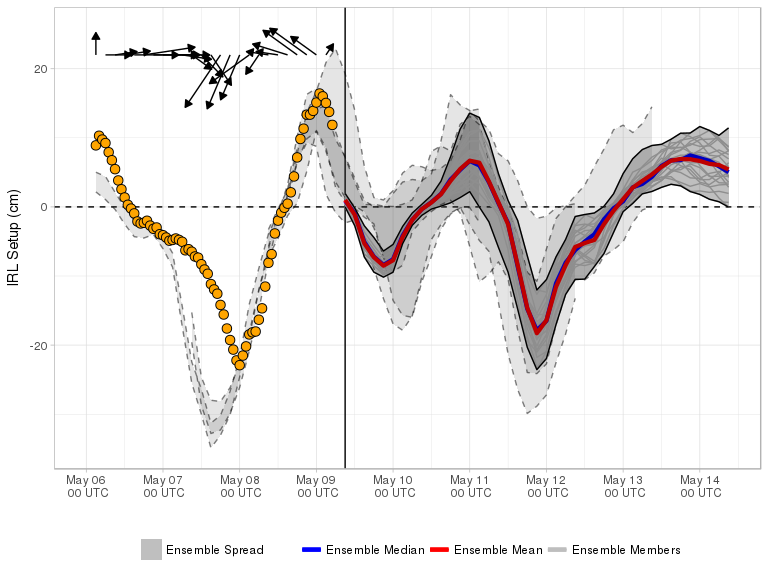 20
0
-20
IRL Setup (cm)
May 06 May 07 May 08 May 09 May 10 May 11 May 12 May 13 May 14
00 UTC 00 UTC 00 UTC 00 UTC 00 UTC 00 UTC 00 UTC 00 UTC 00 UTC
Ensemble Spread Ensemble Median Ensemble Mean Ensemble Members